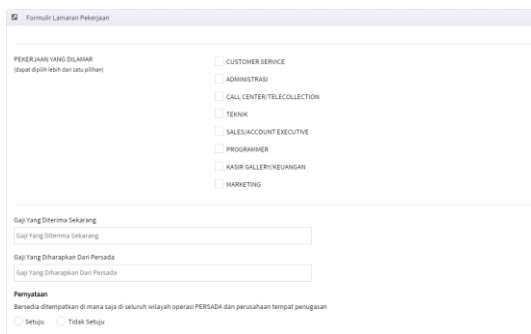 Formulir Lamaran Pekerjaan
PEKERJAAN YANG DILAMAR
(dapat dipilih lebih dari satu pilihan)
CUSTOMER SERVICE
ADMINISTRASI
CALL CENTER/TELECOLLECTION
TEKNIK
SALES/ACCOUNT EXECUTIVE
PROGRAMMER
KASIR GALLERY/KEUANGAN
MARKETING
Gaji Yang Diterima Sekarang
Gaji Yang Diterima Sekarang
Gaji Yang Diharapkan Dari Persada
Gaji Yang Diharapkan Dari Persada
Pernyataan
Bersedia ditempatkan di mana saja di seluruh wilayah operasi PERSADA dan perusahaan tempat penugasan
Setuju Tidak Setuju